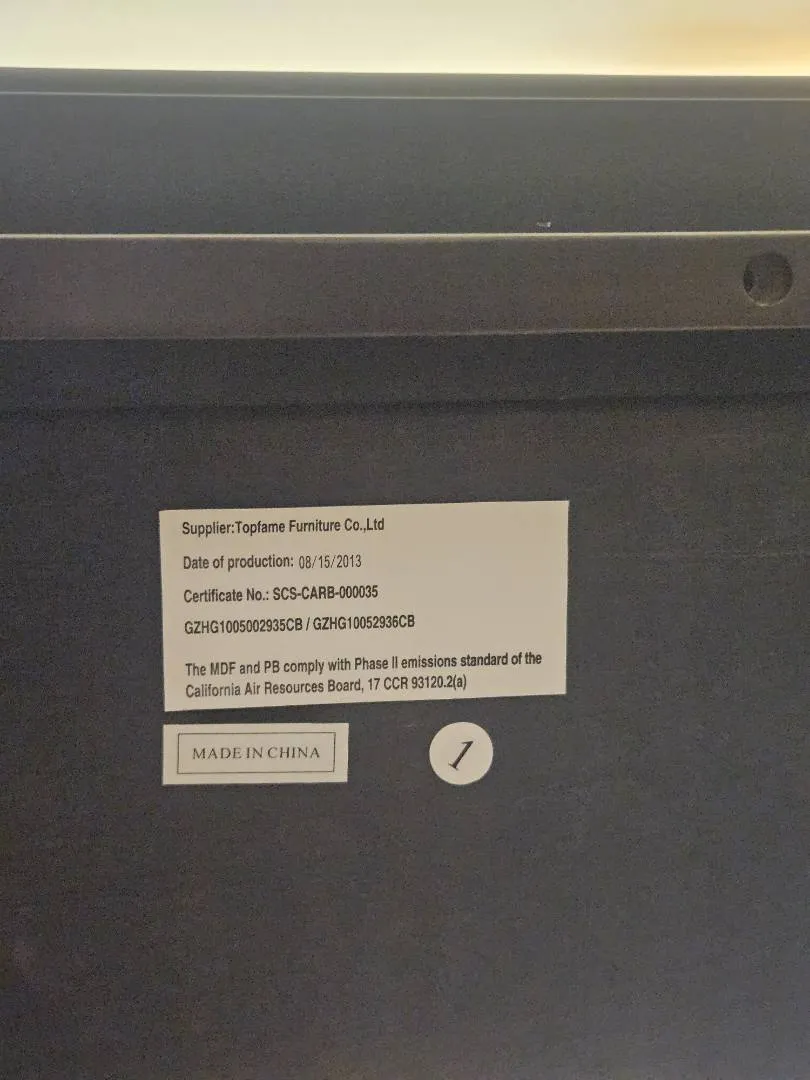 Supplier:Topfame Furniture Co.,Ltd
Date of production: 08/15/2013
Certificate No.: SCS-CARB-000035
GZHG1005002935CB / GZHG10052936CB
The MDF and PB comply with Phase II emissions standard of the
California Air Resources Board, 17 CCR 93120.2(a)
MADE IN CHINA
1